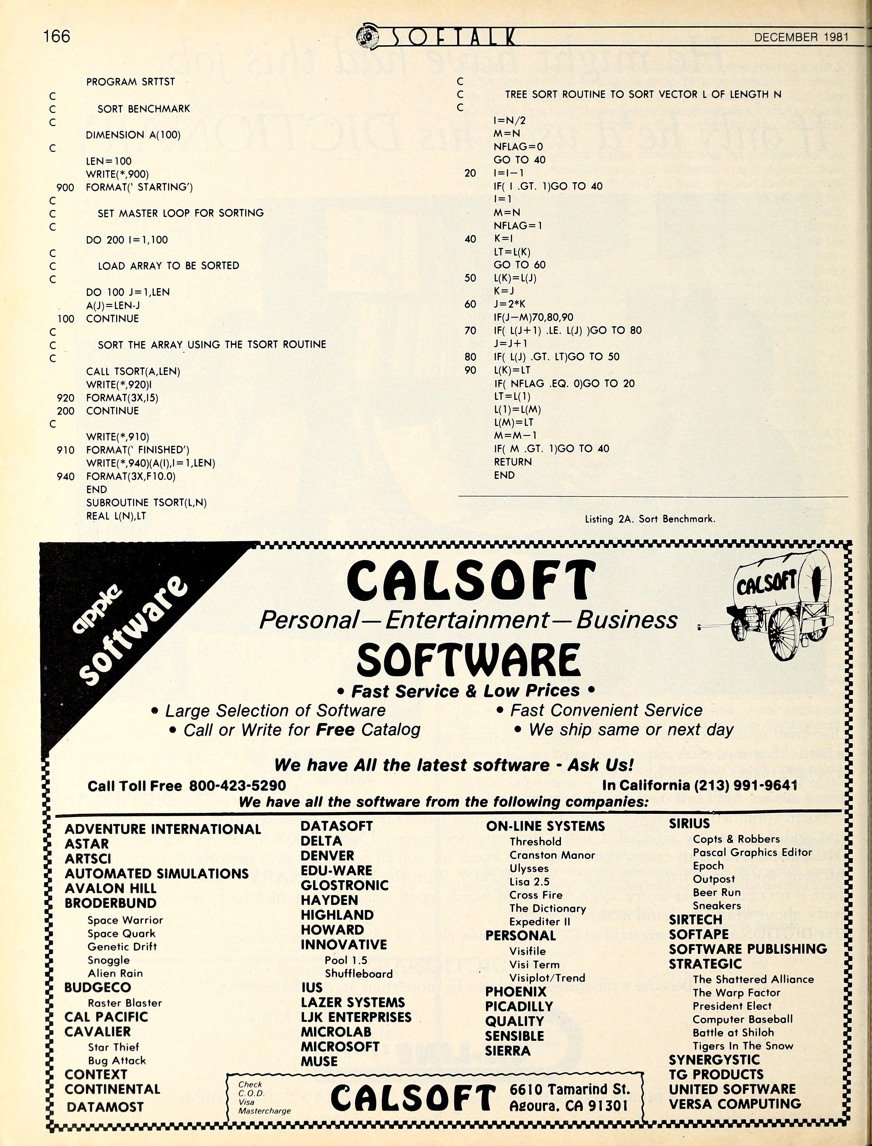 166
SOFTALK
DECEMBER 1981
PROGRAM SRTTST
C
C SORT BENCHMARK
C
DIMENSION A(100)
C
LEN=100
WRITE(*,900)
900 FORMAT(' STARTING')
C
C SET MASTER LOOP FOR SORTING
C
DO 200 I=1,100
C
C LOAD ARRAY TO BE SORTED
C
DO 100 J=1,LEN
A(J)=LEN-J
100 CONTINUE
C
C SORT THE ARRAY USING THE TSORT ROUTINE
C
CALL TSORT(A,LEN)
WRITE(*,920)I
920 FORMAT(3X,I5)
200 CONTINUE
C
WRITE(*,910)
910 FORMAT(' FINISHED')
WRITE(*,940)(A(I),I=1,LEN)
940 FORMAT(3X,F10.0)
END
SUBROUTINE TSORT(L,N)
REAL L(N),LT
C
C TREE SORT ROUTINE TO SORT VECTOR L OF LENGTH N
C
I=N/2
M=N
NFLAG=0
GO TO 40
20 I=I-1
IF( I .GT. 1)GO TO 40
I=1
M=N
NFLAG=1
40 K=I
LT=L(K)
GO TO 60
50 L(K)=L(J)
K=J
60 J=2*K
IF(J-M)70,80,90
70 IF( L(J+1) .LE. L(J) )GO TO 80
J=J+1
80 IF( L(J) .GT. LT)GO TO 50
90 L(K)=LT
IF( NFLAG .EQ. 0)GO TO 20
LT=L(1)
L(1)=L(M)
L(M)=LT
M=M-1
IF( M .GT. 1)GO TO 40
RETURN
END
Listing 2A. Sort Benchmark.
apple
software
CALSOFT
Personal—Entertainment—Business
SOFTWARE
CALSOFT
• Fast Service & Low Prices •
• Large Selection of Software
• Fast Convenient Service
• Call or Write for Free Catalog
• We ship same or next day
We have All the latest software - Ask Us!
Call Toll Free 800-423-5290
In California (213) 991-9641
We have all the software from the following companies:
ADVENTURE INTERNATIONAL
ASTAR
ARTSCI
AUTOMATED SIMULATIONS
AVALON HILL
BRODERBUND
Space Warrior
Space Quark
Genetic Drift
Snoggle
Alien Rain
BUDGECO
Raster Blaster
CAL PACIFIC
CAVALIER
Star Thief
Bug Attack
CONTEXT
CONTINENTAL
DATAMOST
DATASOFT
DELTA
DENVER
EDU-WARE
GLOSTRONIC
HAYDEN
HIGHLAND
HOWARD
INNOVATIVE
Pool 1.5
Shuffleboard
IUS
LAZER SYSTEMS
LJK ENTERPRISES
MICROLAB
MICROSOFT
MUSE
ON-LINE SYSTEMS
Threshold
Cranston Manor
Ulysses
Lisa 2.5
Cross Fire
The Dictionary
Expediter II
PERSONAL
Visifile
Visi Term
Visiplot/Trend
PHOENIX
PICADILLY
QUALITY
SENSIBLE
SIERRA
SIRIUS
Copts & Robbers
Pascal Graphics Editor
Epoch
Outpost
Beer Run
Sneakers
SIRTECH
SOFTAPE
SOFTWARE PUBLISHING
STRATEGIC
The Shattered Alliance
The Warp Factor
President Elect
Computer Baseball
Battle at Shiloh
Tigers In The Snow
SYNERGYSTIC
TG PRODUCTS
UNITED SOFTWARE
VERSA COMPUTING
Check
C.O.D.
Visa
Mastercharge
CALSOFT
6610 Tamarind St.
Agoura, CA 91301